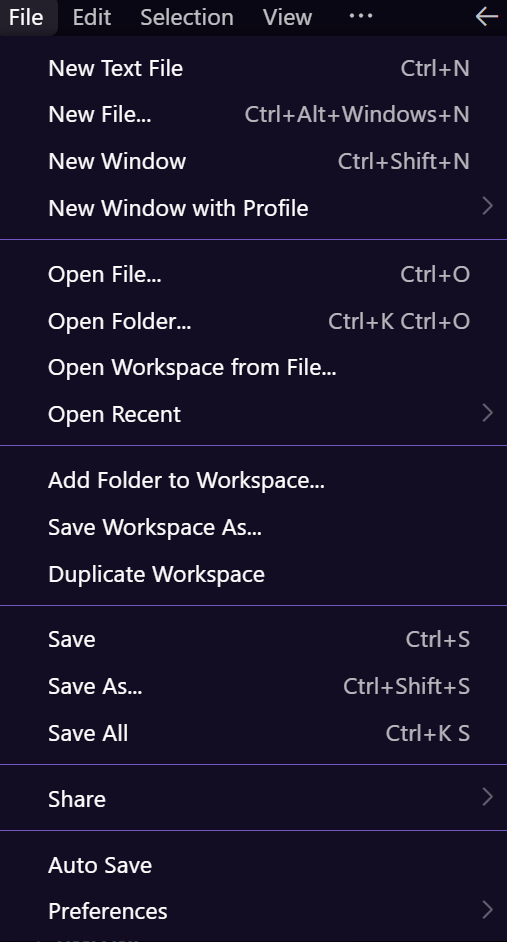 File Edit Selection View ...
New Text File Ctrl+N
New File... Ctrl+Alt+Windows+N
New Window Ctrl+Shift+N
New Window with Profile
Open File... Ctrl+O
Open Folder... Ctrl+K Ctrl+O
Open Workspace from File...
Open Recent
Add Folder to Workspace...
Save Workspace As...
Duplicate Workspace
Save Ctrl+S
Save As... Ctrl+Shift+S
Save All Ctrl+K S
Share
Auto Save
Preferences